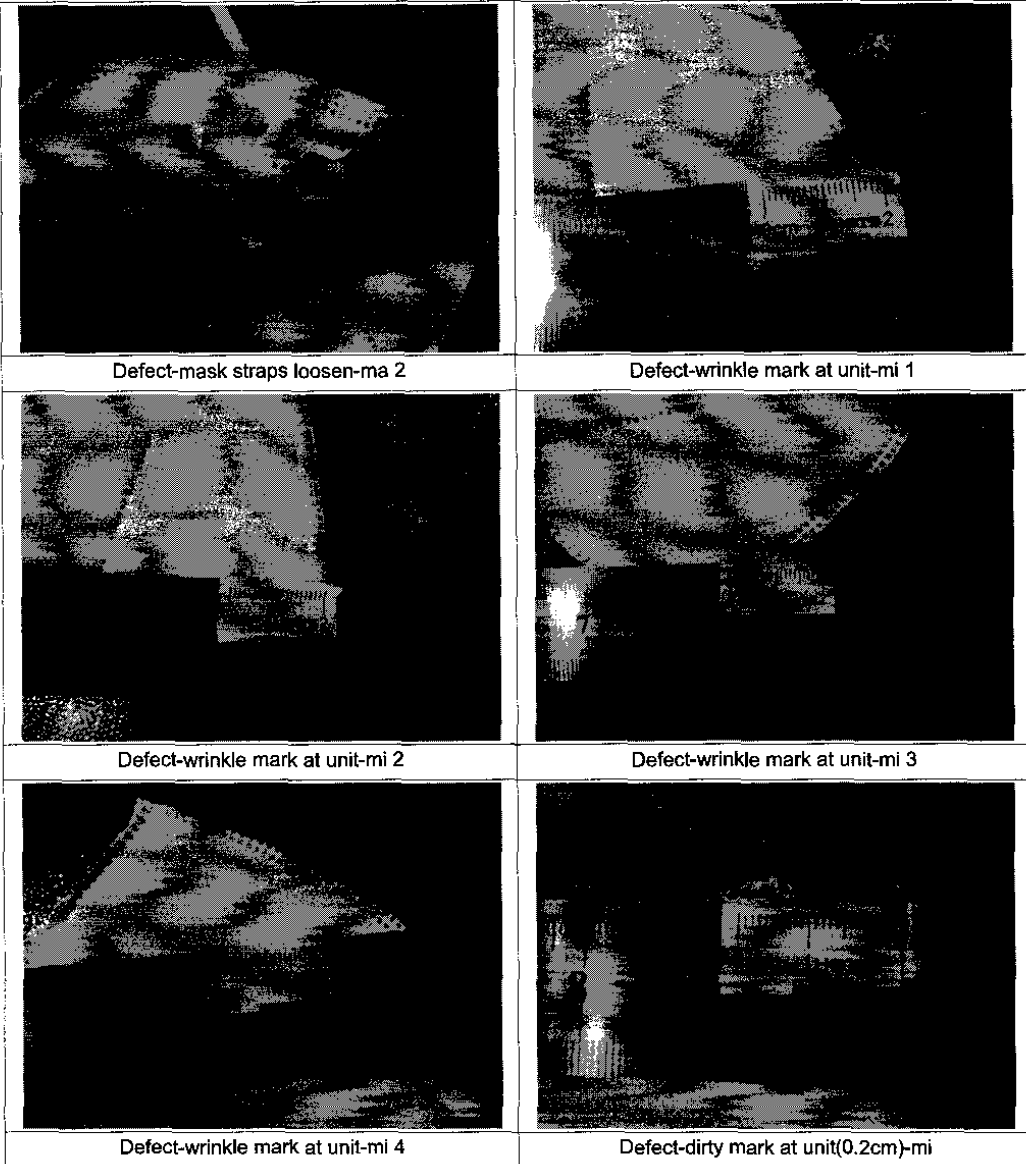 2
Defect-mask straps loosen-ma 2
Defect-wrinkle mark at unit-mi 1
7
Defect-wrinkle mark at unit-mi 2
Defect-wrinkle mark at unit-mi 3
Defect-wrinkle mark at unit-mi 4
Defect-dirty mark at unit(0.2cm)-mi